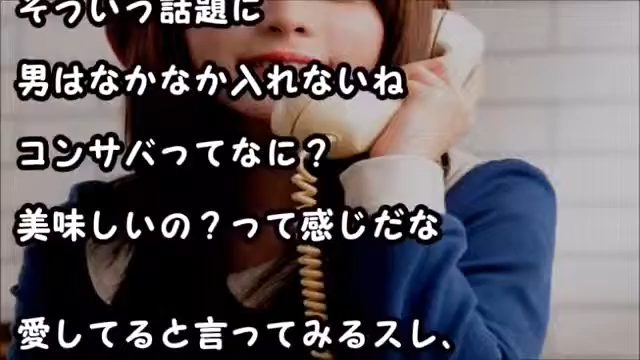 そういう話題に
男はなかなか入れないね
コンサバってなに？
美味しいの？って感じだな
愛してると言ってみるスレ、